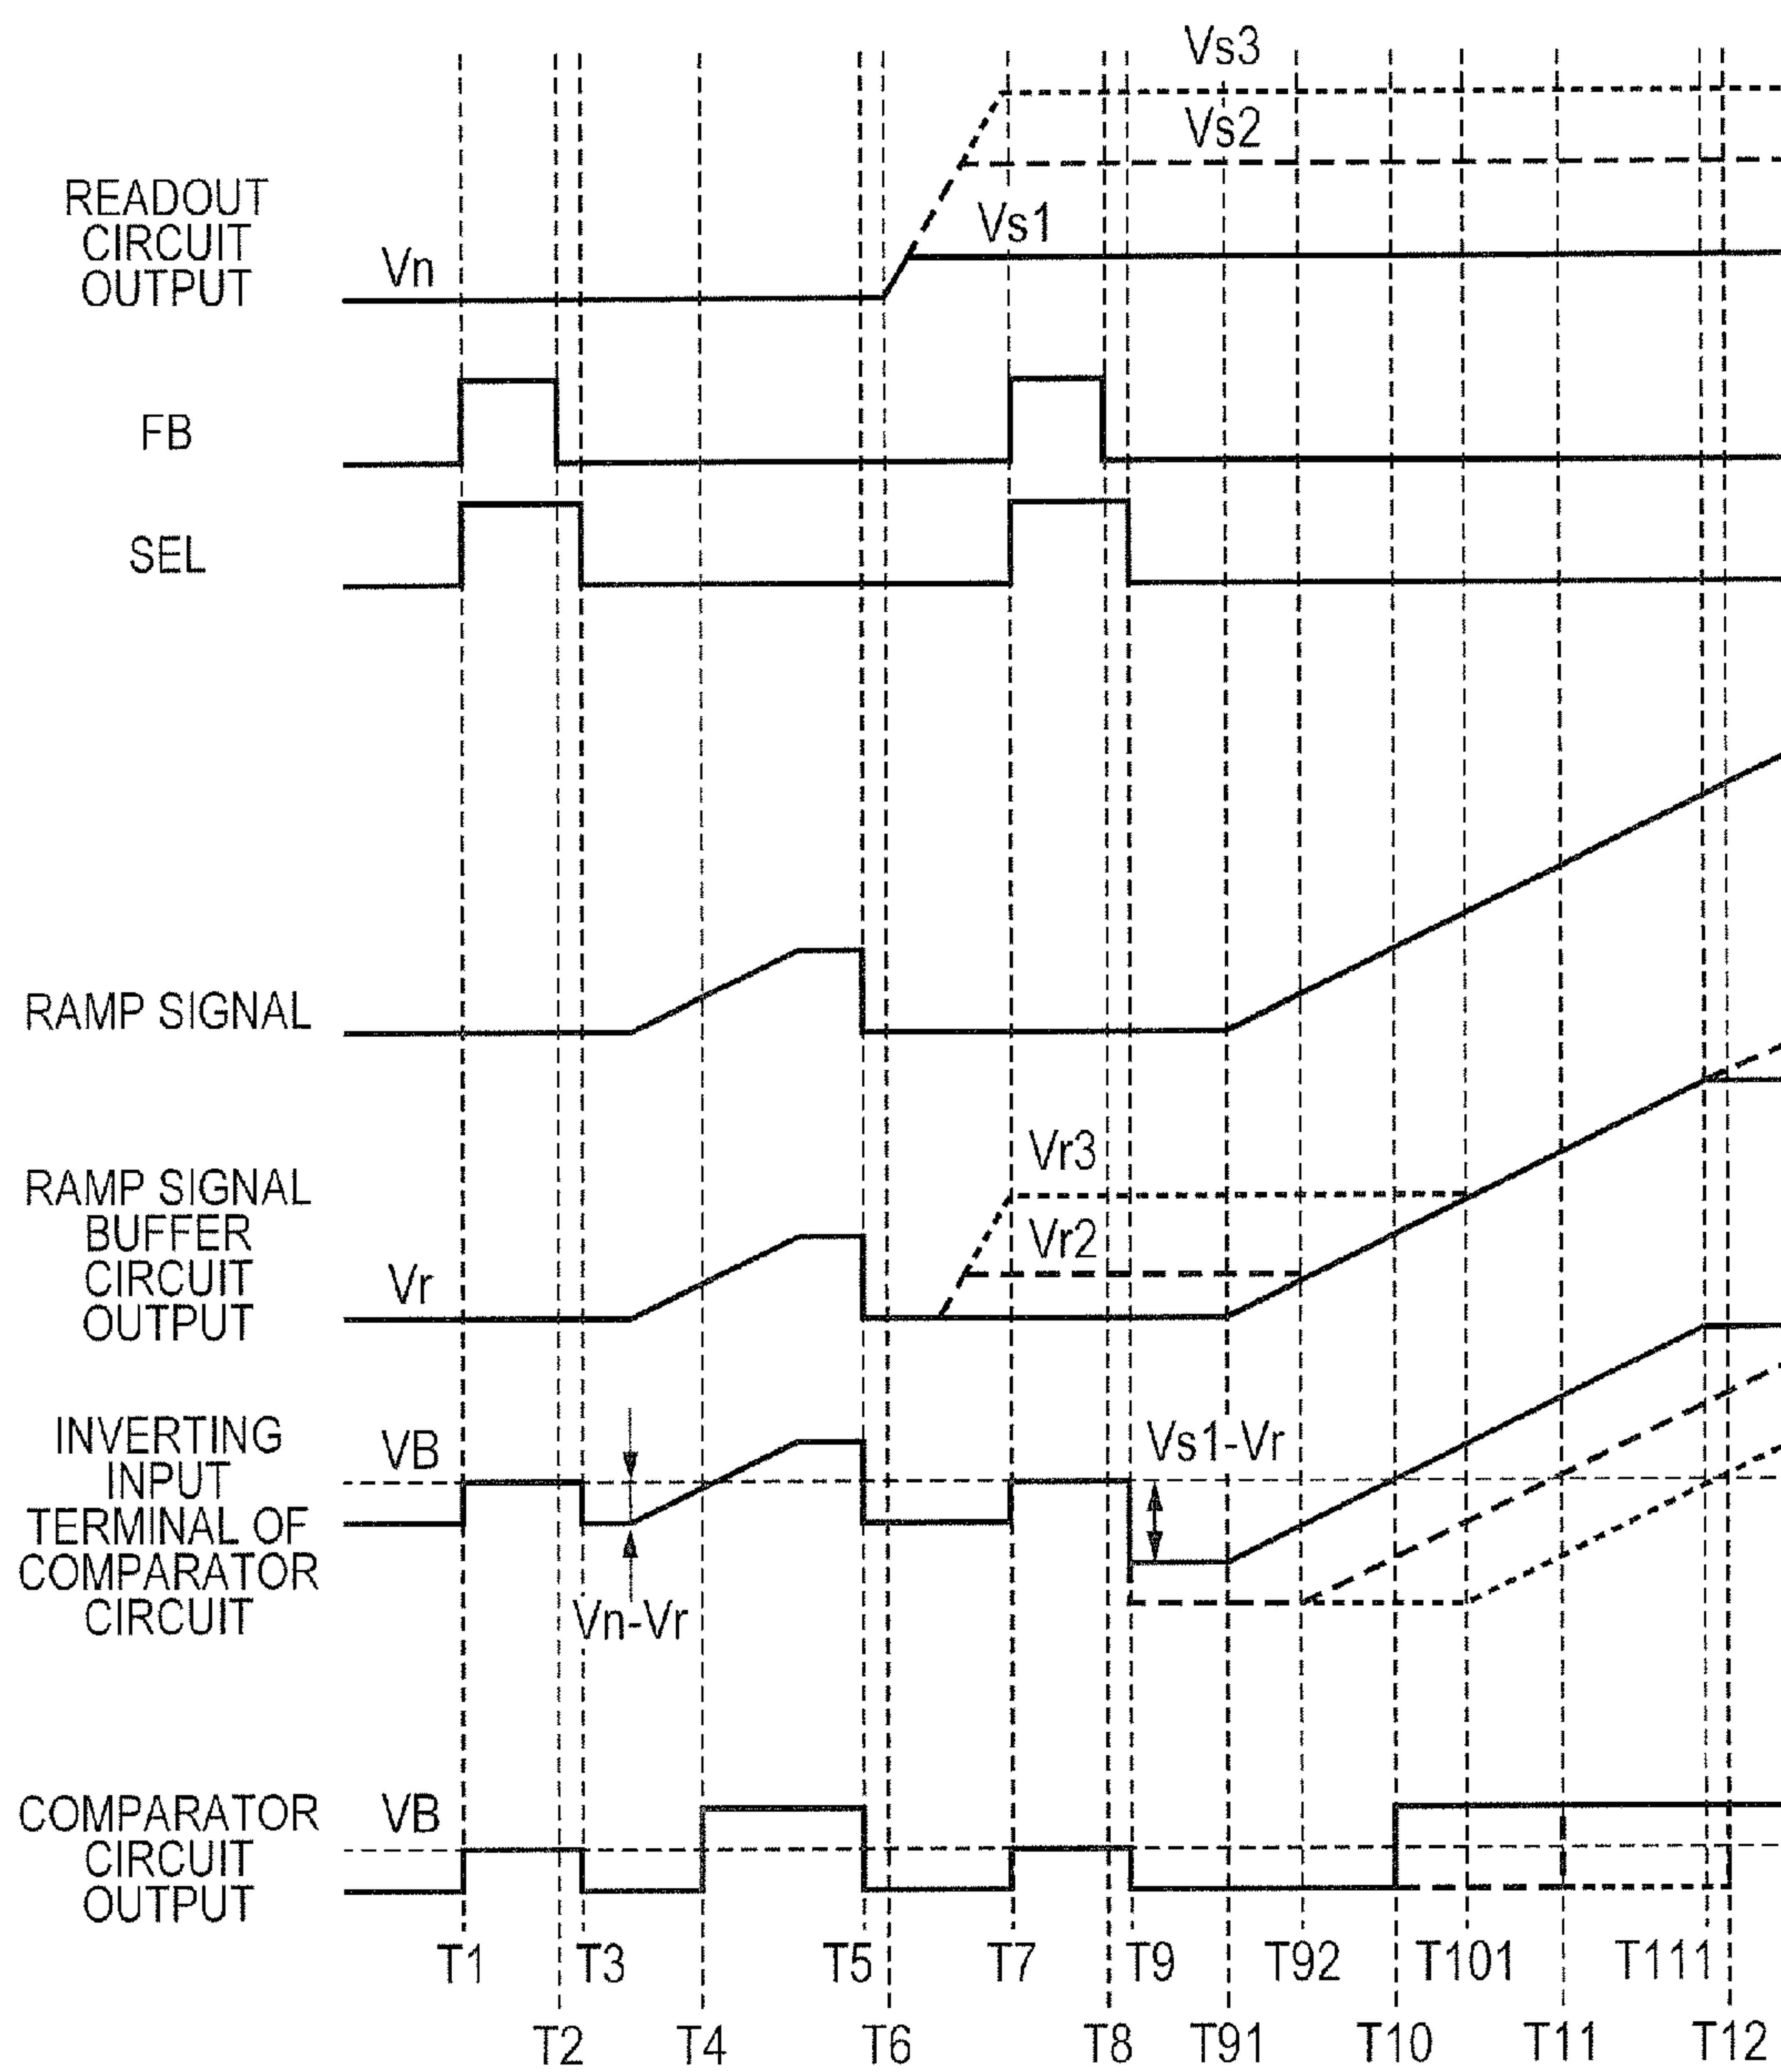 Vs3
Vs2
Vs1
READOUT
CIRCUIT
OUTPUT
Vn
FB
SEL
RAMP SIGNAL
Vr3
Vr2
RAMP SIGNAL
BUFFER
CIRCUIT
OUTPUT
Vr
INVERTING
INPUT
TERMINAL OF
COMPARATOR
CIRCUIT
VB
Vs1-Vr
Vn-Vr
COMPARATOR
CIRCUIT
OUTPUT
VB
T1 T3 T5 T7 T9 T92 T101 T111
T2 T4 T6 T8 T91 T10 T11 T12